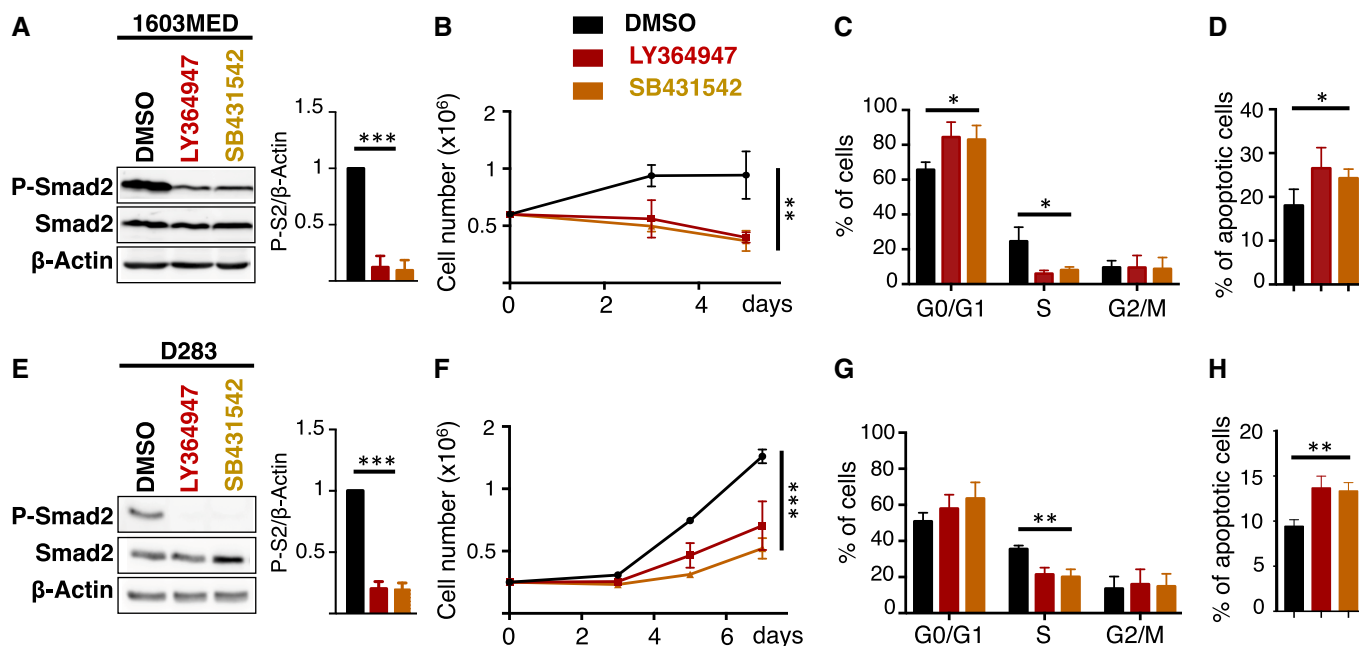 A
1603MED
DMSO
LY364947
SB431542
P-Smad2
Smad2
β-Actin
P-S2/β-Actin
1.5
1
0.5
***
B
DMSO
LY364947
SB431542
Cell number (x10⁶)
2
1
0.5
**
0 2 4 days
C
% of cells
100
80
60
40
20
0
*
*
G0/G1 S G2/M
D
% of apoptotic cells
40
30
20
10
0
*
E
D283
DMSO
LY364947
SB431542
P-Smad2
Smad2
β-Actin
P-S2/β-Actin
1.5
1
0.5
0
***
F
Cell number (x10⁶)
2
1
0.5
***
0 2 4 6 days
G
% of cells
100
80
60
40
20
0
**
G0/G1 S G2/M
H
% of apoptotic cells
20
15
10
5
0
**